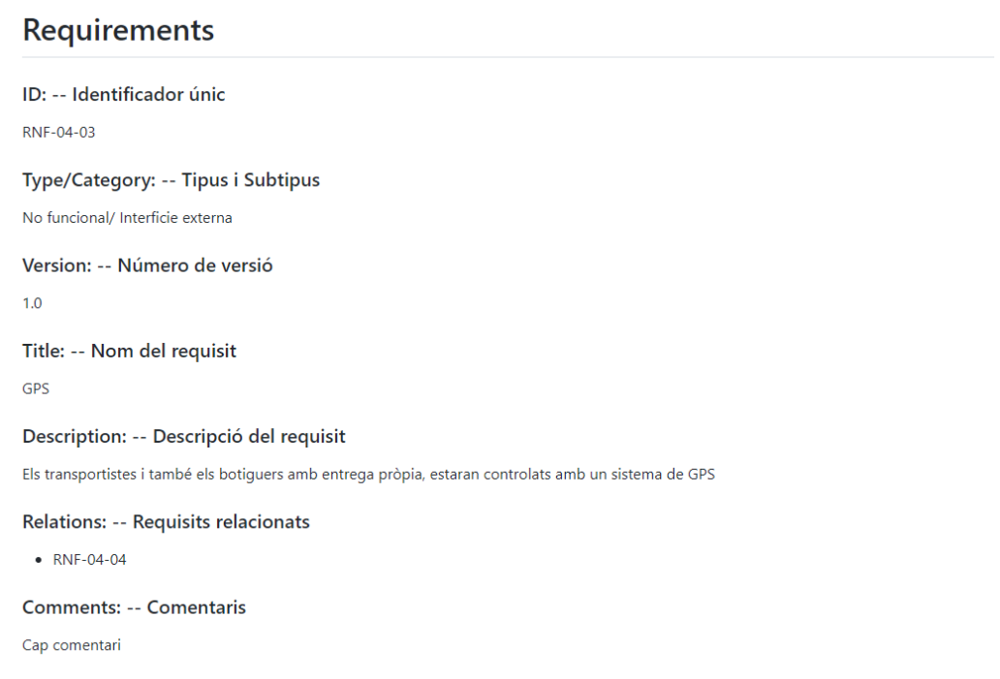 Requirements
ID: -- Identificador únic
RNF-04-03
Type/Category: -- Tipus i Subtipus
No funcional/ Interficie externa
Version: -- Número de versió
1.0
Title: -- Nom del requisit
GPS
Description: -- Descripció del requisit
Els transportistes i també els botiguers amb entrega pròpia, estaran controlats amb un sistema de GPS
Relations: -- Requisits relacionats
• RNF-04-04
Comments: -- Comentaris
Cap comentari